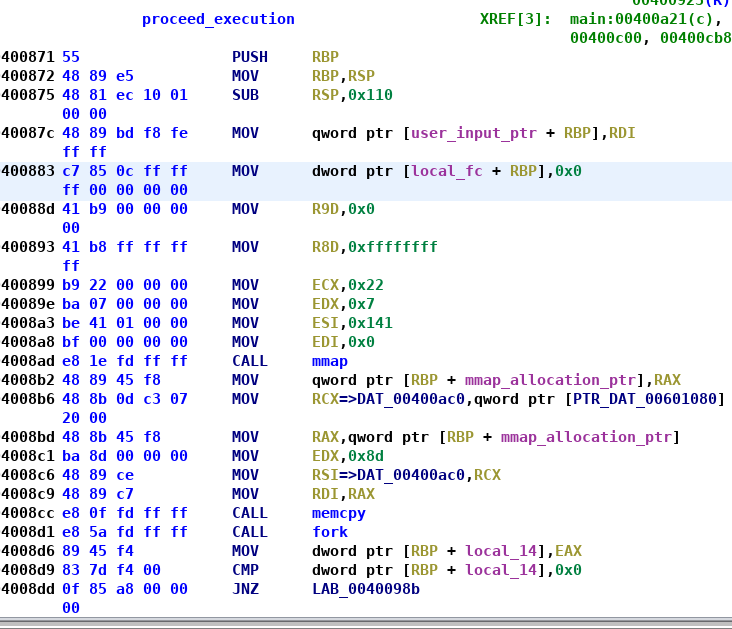 00400925(R)
proceed_execution XREF[3]: main:00400a21(c),
00400c00, 00400cb8
400871 55 PUSH RBP
400872 48 89 e5 MOV RBP,RSP
400875 48 81 ec 10 01 SUB RSP,0x110
00 00
40087c 48 89 bd f8 fe MOV qword ptr [user_input_ptr + RBP],RDI
ff ff
400883 c7 85 0c ff ff MOV dword ptr [local_fc + RBP],0x0
ff 00 00 00 00
40088d 41 b9 00 00 00 MOV R9D,0x0
00
400893 41 b8 ff ff ff MOV R8D,0xffffffff
ff
400899 b9 22 00 00 00 MOV ECX,0x22
40089e ba 07 00 00 00 MOV EDX,0x7
4008a3 be 41 01 00 00 MOV ESI,0x141
4008a8 bf 00 00 00 00 MOV EDI,0x0
4008ad e8 1e fd ff ff CALL mmap
4008b2 48 89 45 f8 MOV qword ptr [RBP + mmap_allocation_ptr],RAX
4008b6 48 8b 0d c3 07 MOV RCX=>DAT_00400ac0,qword ptr [PTR_DAT_00601080]
20 00
4008bd 48 8b 45 f8 MOV RAX,qword ptr [RBP + mmap_allocation_ptr]
4008c1 ba 8d 00 00 00 MOV EDX,0x8d
4008c6 48 89 ce MOV RSI=>DAT_00400ac0,RCX
4008c9 48 89 c7 MOV RDI,RAX
4008cc e8 0f fd ff ff CALL memcpy
4008d1 e8 5a fd ff ff CALL fork
4008d6 89 45 f4 MOV dword ptr [RBP + local_14],EAX
4008d9 83 7d f4 00 CMP dword ptr [RBP + local_14],0x0
4008dd 0f 85 a8 00 00 JNZ LAB_0040098b
00